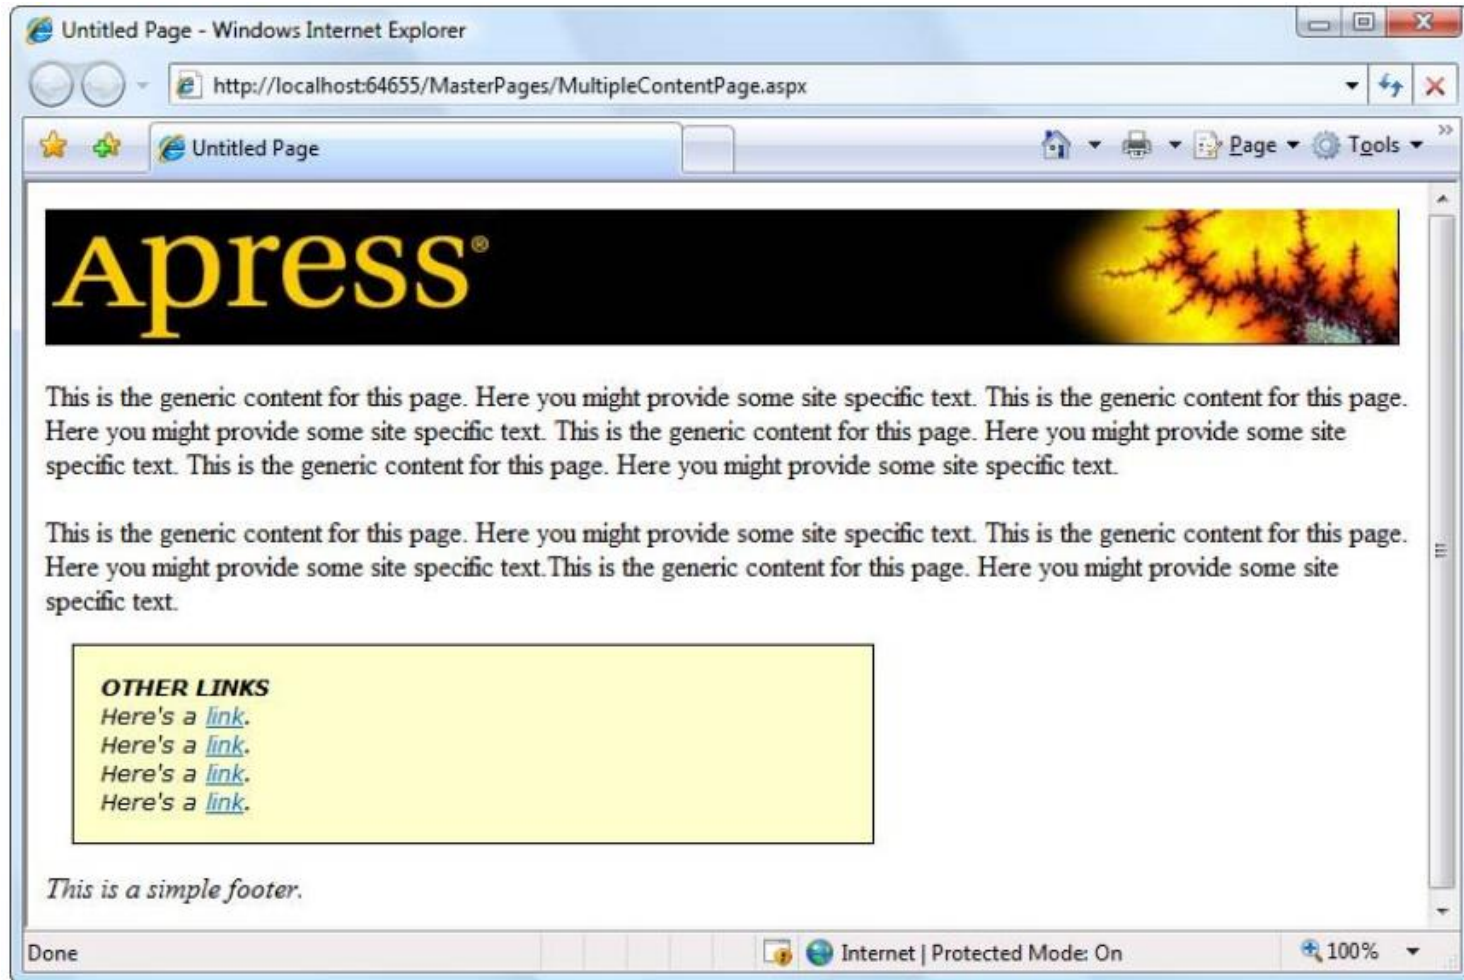 Untitled Page - Windows Internet Explorer
http://localhost:64655/MasterPages/MultipleContentPage.aspx
Untitled Page
Page
Tools
Apress®
This is the generic content for this page. Here you might provide some site specific text. This is the generic content for this page.
Here you might provide some site specific text. This is the generic content for this page. Here you might provide some site
specific text. This is the generic content for this page. Here you might provide some site specific text.
This is the generic content for this page. Here you might provide some site specific text. This is the generic content for this page.
Here you might provide some site specific text.This is the generic content for this page. Here you might provide some site
specific text.
OTHER LINKS
Here's a link.
Here's a link.
Here's a link.
Here's a link.
This is a simple footer.
Done
Internet | Protected Mode: On
100%